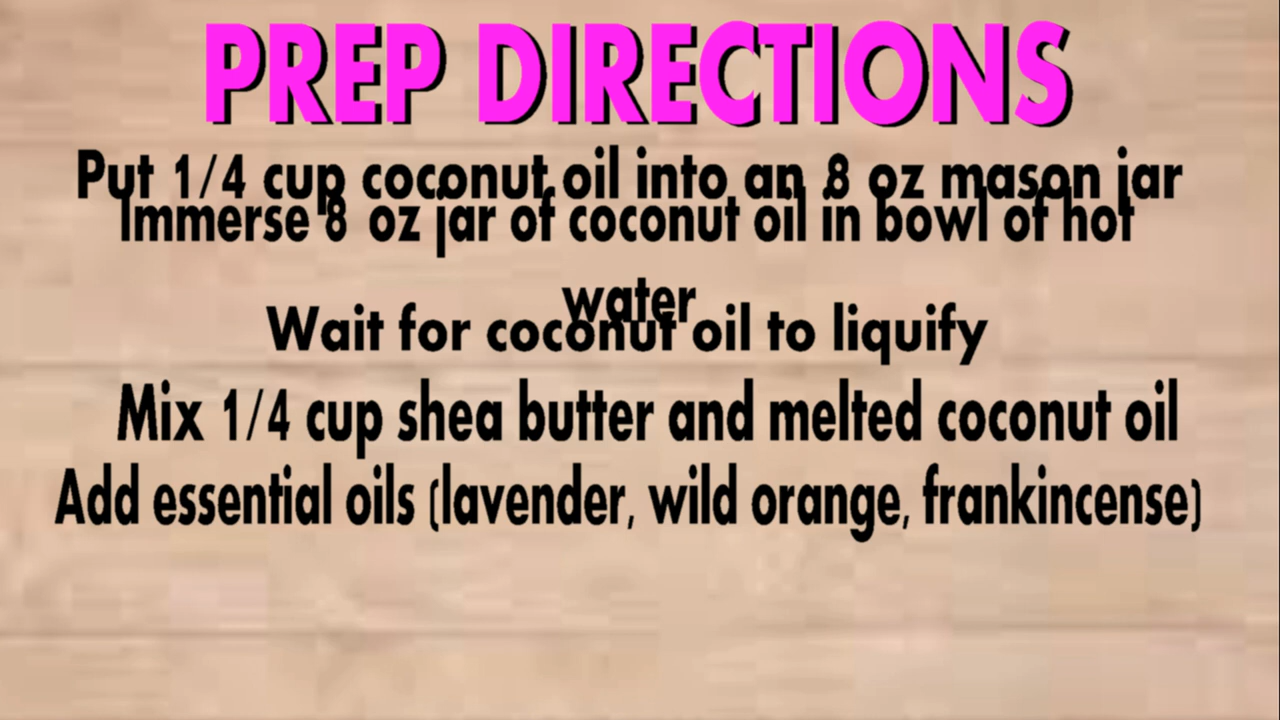 PREP DIRECTIONS
Put 1/4 cup coconut oil into an 8 oz mason jar
Immerse 8 oz jar of coconut oil in bowl of hot
water
Wait for coconut oil to liquify
Mix 1/4 cup shea butter and melted coconut oil
Add essential oils (lavender, wild orange, frankincense)